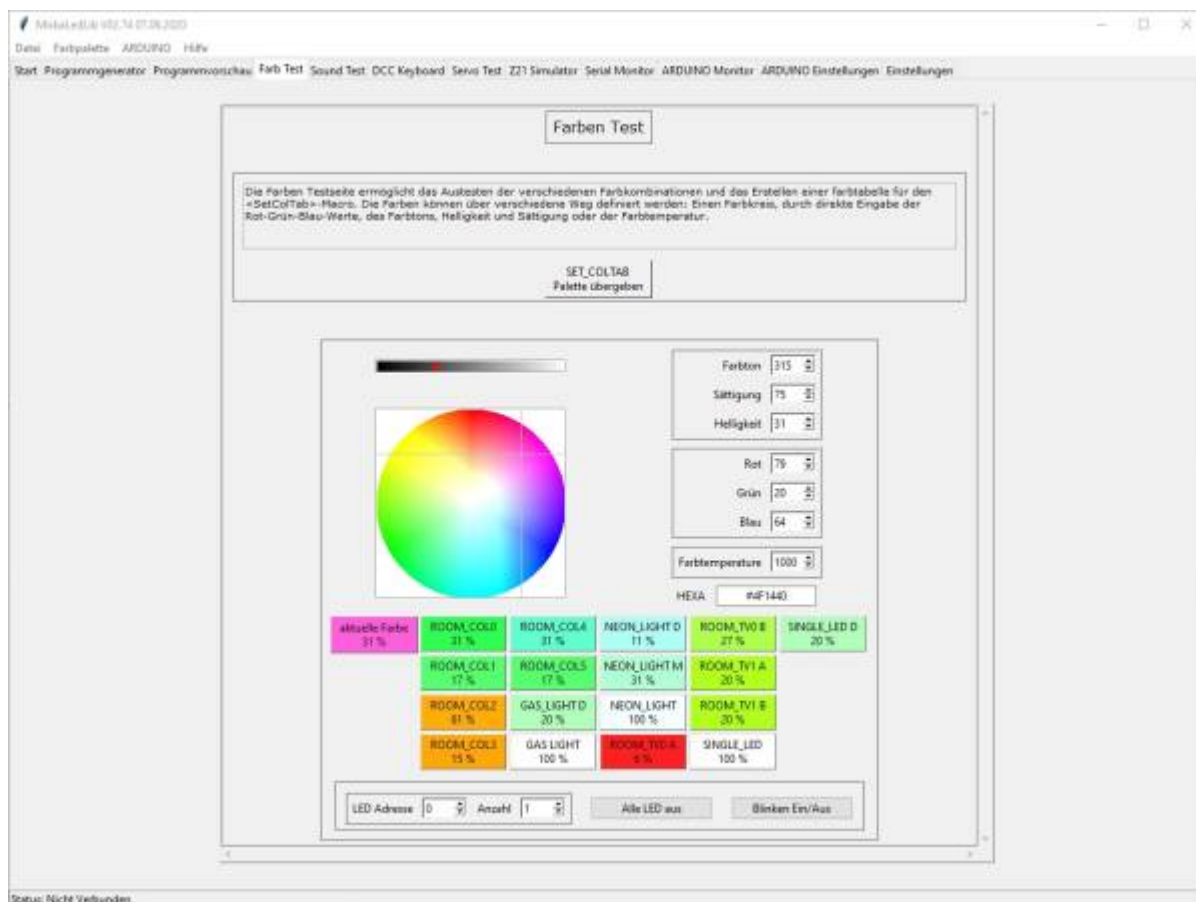 MobaLedLib V02.74 07.06.2020
Datei Farbpalette ARDUINO Hilfe
Start Programmgenerator Programmvorschau Farb Test Sound Test DCC Keyboard Servo Test Z21 Simulator Serial Monitor ARDUINO Monitor ARDUINO Einstellungen Einstellungen
Farben Test
Die Farben Testseite ermöglicht das Austesten der verschiedenen Farbkombinationen und das Erstellen einer farbtabelle für den
<SetColTab>-Macro. Die Farben können über verschiedene Weg definiert werden: Einen Farbkreis, durch direkte Eingabe der
Rot-Grün-Blau-Werte, des Farbtons, Helligkeit und Sättigung oder der Farbtemperatur.
SET_COLTAB
Palette übergeben
Farbton 315
Sättigung 75
Helligkeit 31
Rot 79
Grün 20
Blau 64
Farbtemperature 1000
HEXA #4F1440
aktuelle Farbe ROOM_COL0 ROOM_COL4 NEON_LIGHT D ROOM_TV0 B SINGLE_LED D
31 % 31 % 31 % 11 % 27 % 20 %
ROOM_COL1 ROOM_COL5 NEON_LIGHT M ROOM_TV1 A
17 % 17 % 31 % 20 %
ROOM_COL2 GAS_LIGHT D NEON_LIGHT ROOM_TV1 B
61 % 20 % 100 % 20 %
ROOM_COL3 GAS LIGHT ROOM_TV0 A SINGLE_LED
15 % 100 % 6 % 100 %
LED Adresse 0 Anzahl 1 Alle LED aus Blinken Ein/Aus
Status: Nicht Verbunden